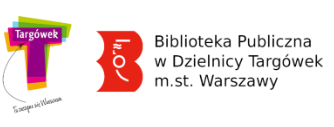 Targówek
Biblioteka Publiczna
w Dzielnicy Targówek
m.st. Warszawy